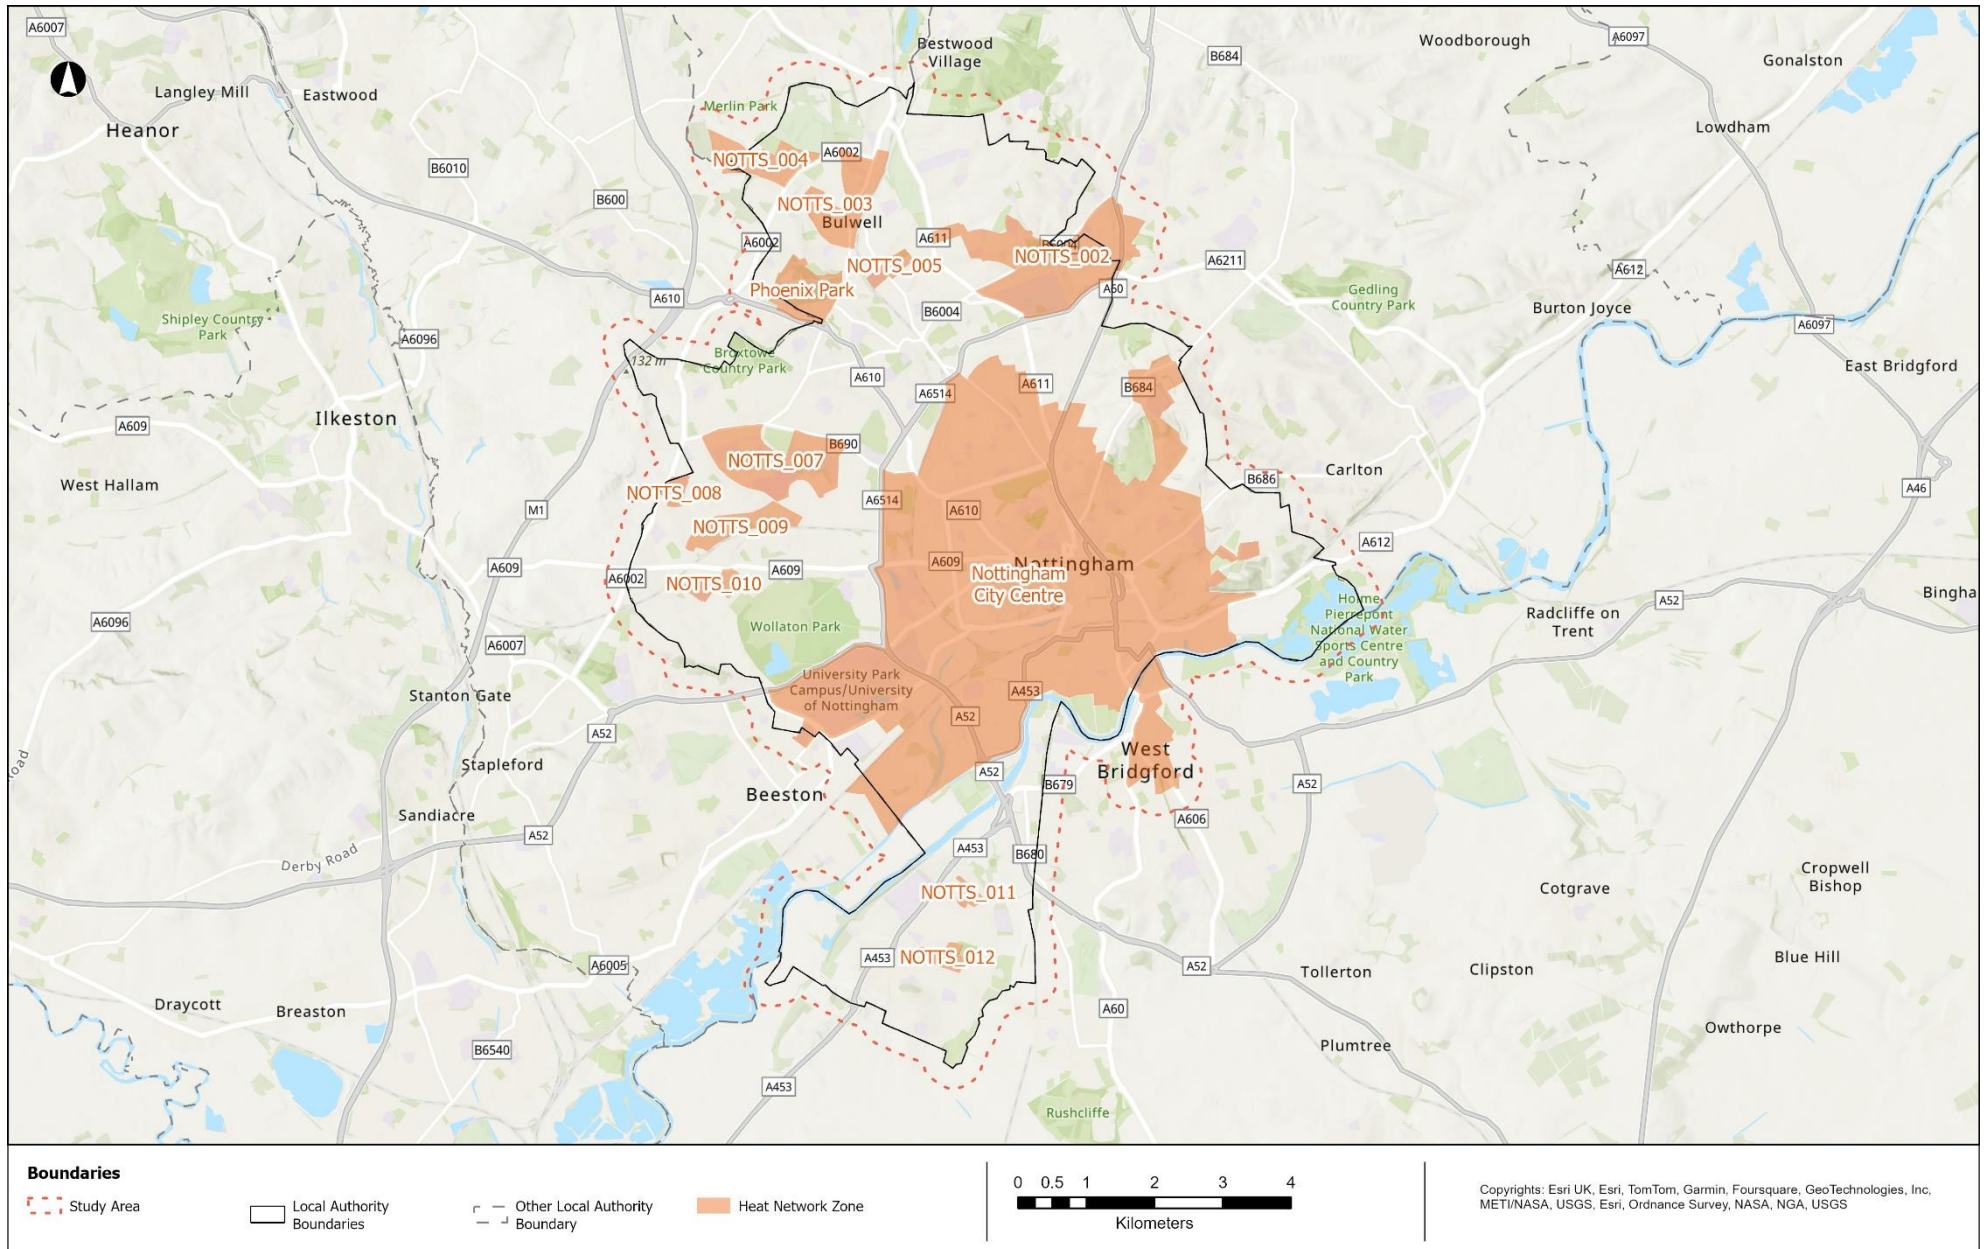 A6007
Bestwood
Village
Woodborough
A6097
B684
Gonalston
Langley Mill
Eastwood
Merlin Park
Heanor
Lowdham
NOTTS_004
A6002
B6010
B600
NOTTS_003
Bulwell
A6002
A611
B6004
NOTTS_002
NOTTS_005
A6211
A612
Phoenix Park
A610
A60
Gedling
Country Park
Burton Joyce
B6004
Shipley Country
Park
A6097
A6096
132 m
Broxtowe
Country Park
East Bridgford
A610
A6514
A611
B684
Ilkeston
A609
B690
NOTTS_007
Carlton
West Hallam
B686
A46
NOTTS_008
A6514
M1
A610
NOTTS_009
A612
A609
A609
A609
Nottingham
Nottingham
City Centre
A6002
NOTTS_010
Bingha
Home
Pierrepont
National Water
Sports Centre
and Country
Park
A52
Radcliffe on
Trent
A6096
Wollaton Park
A6007
University Park
Campus/University
of Nottingham
Stanton Gate
A453
A52
A52
West
Bridgford
Stapleford
A52
B679
A52
oad
Beeston
Sandiacre
A606
A52
A453
B680
Derby Road
Cropwell
Bishop
NOTTS_011
Cotgrave
A453
NOTTS_012
A6005
A52
Tollerton
Clipston
Blue Hill
Draycott
Breaston
A60
Owthorpe
B6540
Plumtree
A453
Rushcliffe
Boundaries
Study Area
Local Authority
Boundaries
Other Local Authority
Boundary
Heat Network Zone
0 0.5 1 2 3 4
Kilometers
Copyrights: Esri UK, Esri, TomTom, Garmin, Foursquare, GeoTechnologies, Inc,
METI/NASA, USGS, Esri, Ordnance Survey, NASA, NGA, USGS